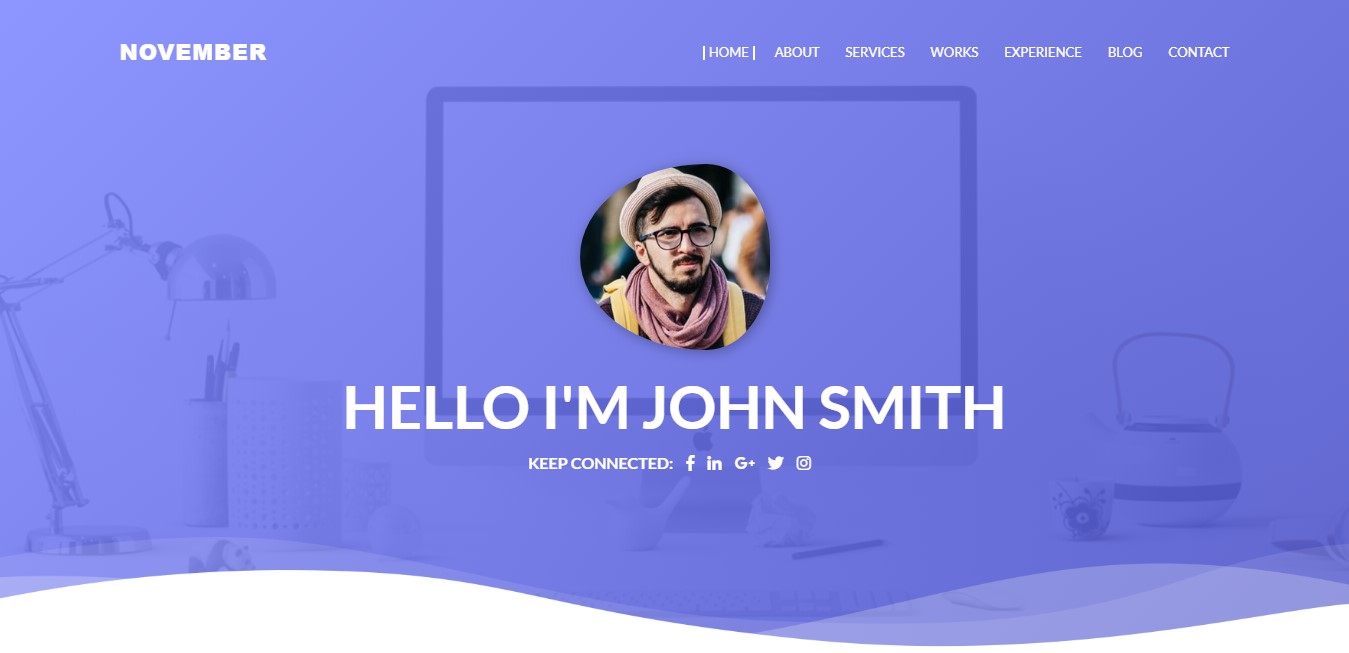 NOVEMBER
| HOME | ABOUT SERVICES WORKS EXPERIENCE BLOG CONTACT
HELLO I'M JOHN SMITH
KEEP CONNECTED: f in G+